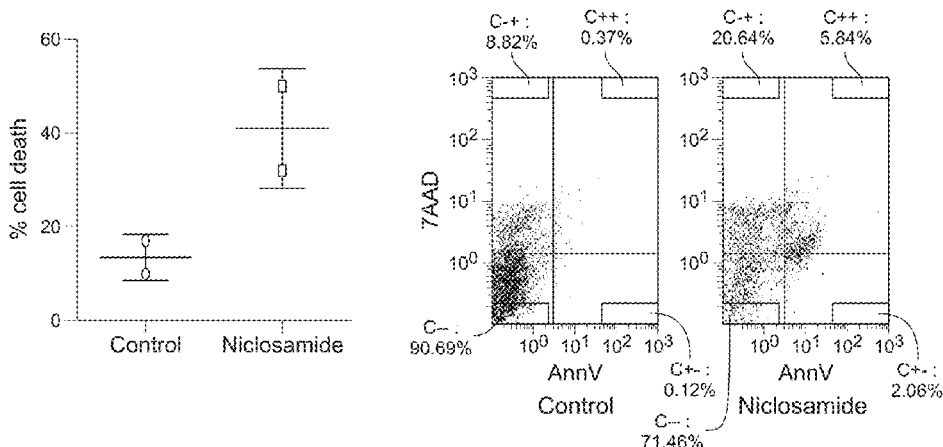 % cell death
60
40
20
0
Control
Niclosamide
C-+ :
8.82%
C++ :
0.37%
7AAD
10³
10²
10¹
10⁰
C-- :
90.69%
10⁰ 10¹ 10² 10³
AnnV
Control
C+- :
0.12%
C-+ :
20.64%
C++ :
5.84%
10³
10²
10¹
10⁰
10⁰ 10¹ 10² 10³
AnnV
Niclosamide
C-- :
71.46%
C+- :
2.06%